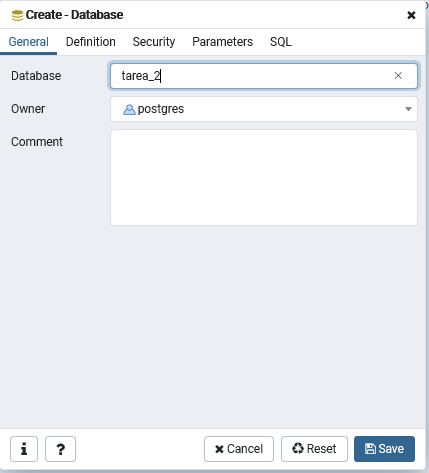 Create - Database
General Definition Security Parameters SQL
Database tarea_2
Owner postgres
Comment
i ? Cancel Reset Save